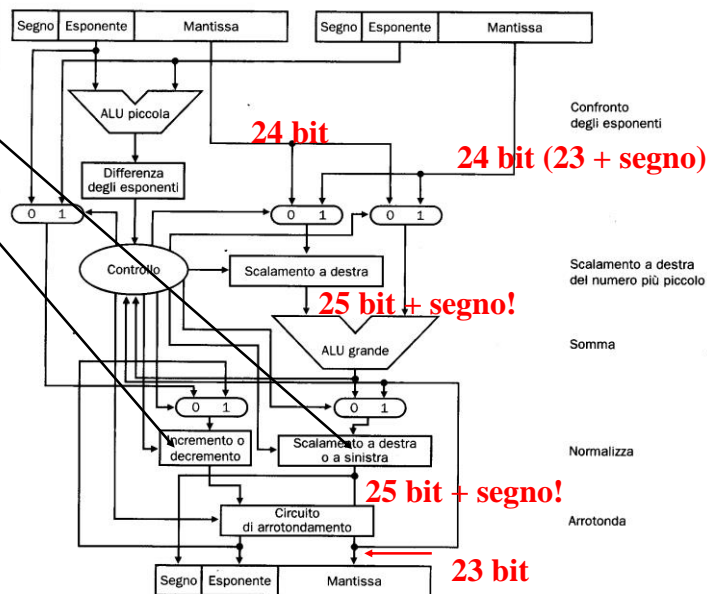 Segno Esponente Mantissa
Segno Esponente Mantissa
ALU piccola
Confronto
degli esponenti
24 bit
24 bit (23 + segno)
Differenza
degli esponenti
0 1
0 1
0 1
Controllo
Scalamento a destra
Scalamento a destra
del numero più piccolo
25 bit + segno!
ALU grande
Somma
0 1
0 1
Incremento o
decremento
Scalamento a destra
o a sinistra
Normalizza
25 bit + segno!
Circuito
di arrotondamento
Arrotonda
23 bit
Segno Esponente Mantissa